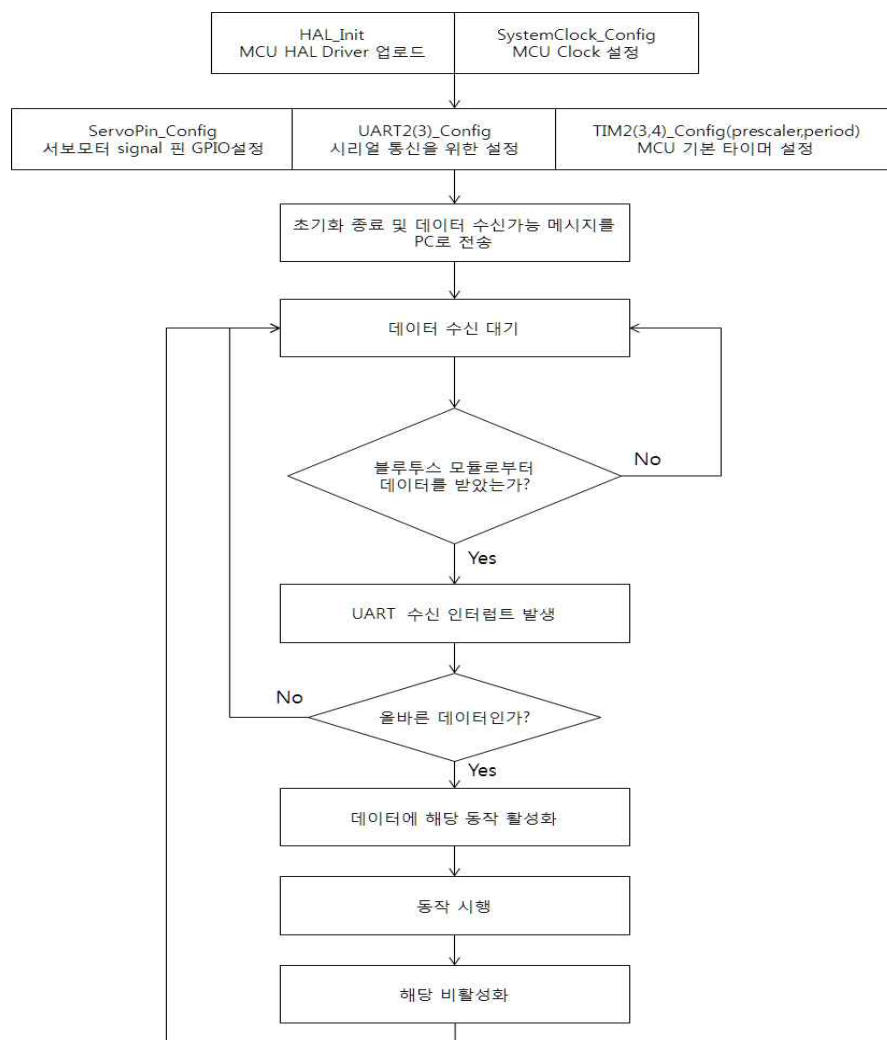 HAL_Init
MCU HAL Driver 업로드
SystemClock_Config
MCU Clock 설정
ServoPin_Config
서보모터 signal 핀 GPIO설정
UART2(3)_Config
시리얼 통신을 위한 설정
TIM2(3,4)_Config(prescaler,period)
MCU 기본 타이머 설정
초기화 종료 및 데이터 수신가능 메시지를
PC로 전송
데이터 수신 대기
블루투스 모듈로부터
데이터를 받았는가?
No
Yes
UART 수신 인터럽트 발생
No
올바른 데이터인가?
Yes
데이터에 해당 동작 활성화
동작 시행
해당 비활성화